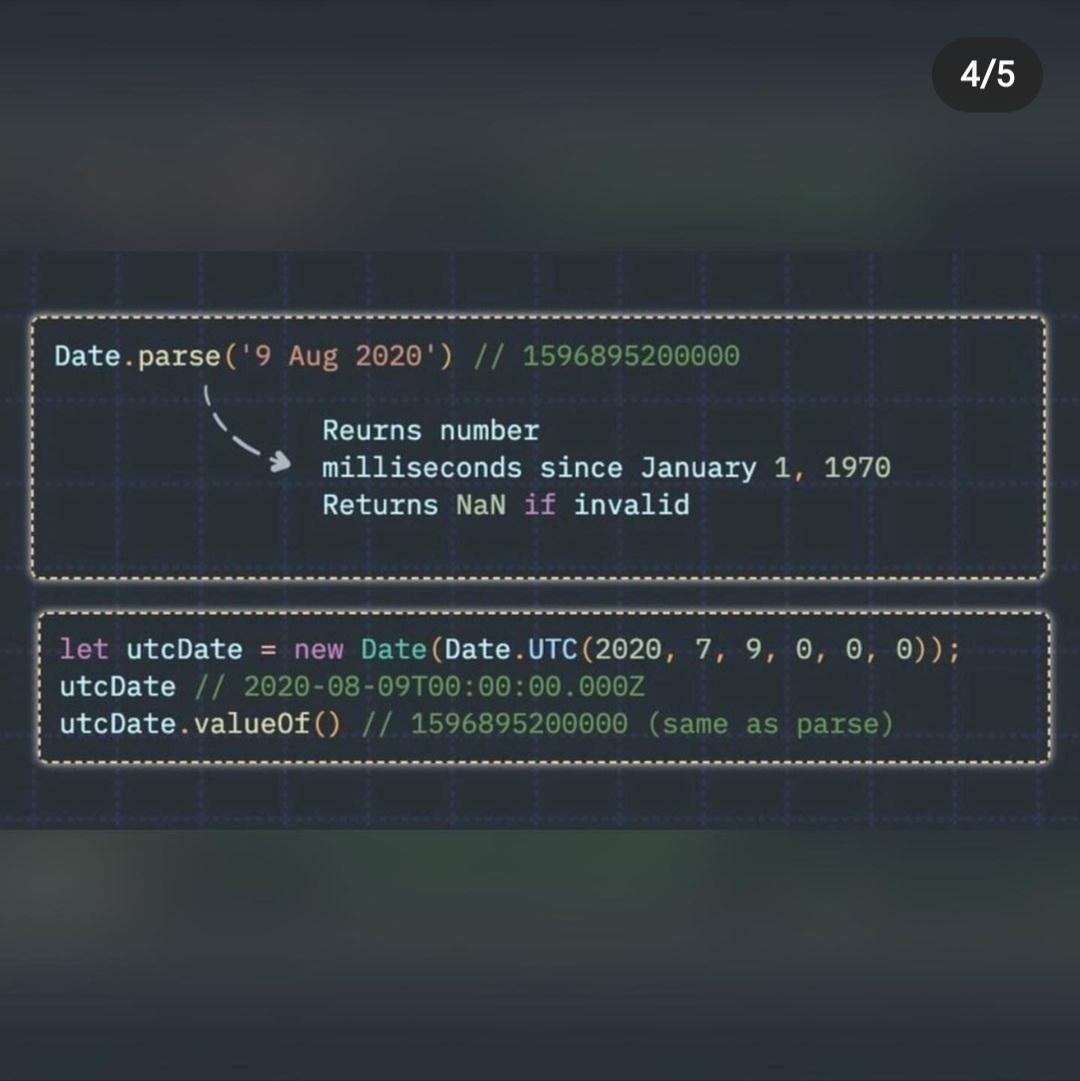 4/5
Date.parse('9 Aug 2020') // 1596895200000
Reurns number
milliseconds since January 1, 1970
Returns NaN if invalid
let utcDate = new Date(Date.UTC(2020, 7, 9, 0, 0, 0));
utcDate // 2020-08-09T00:00:00.000Z
utcDate.valueOf() // 1596895200000 (same as parse)